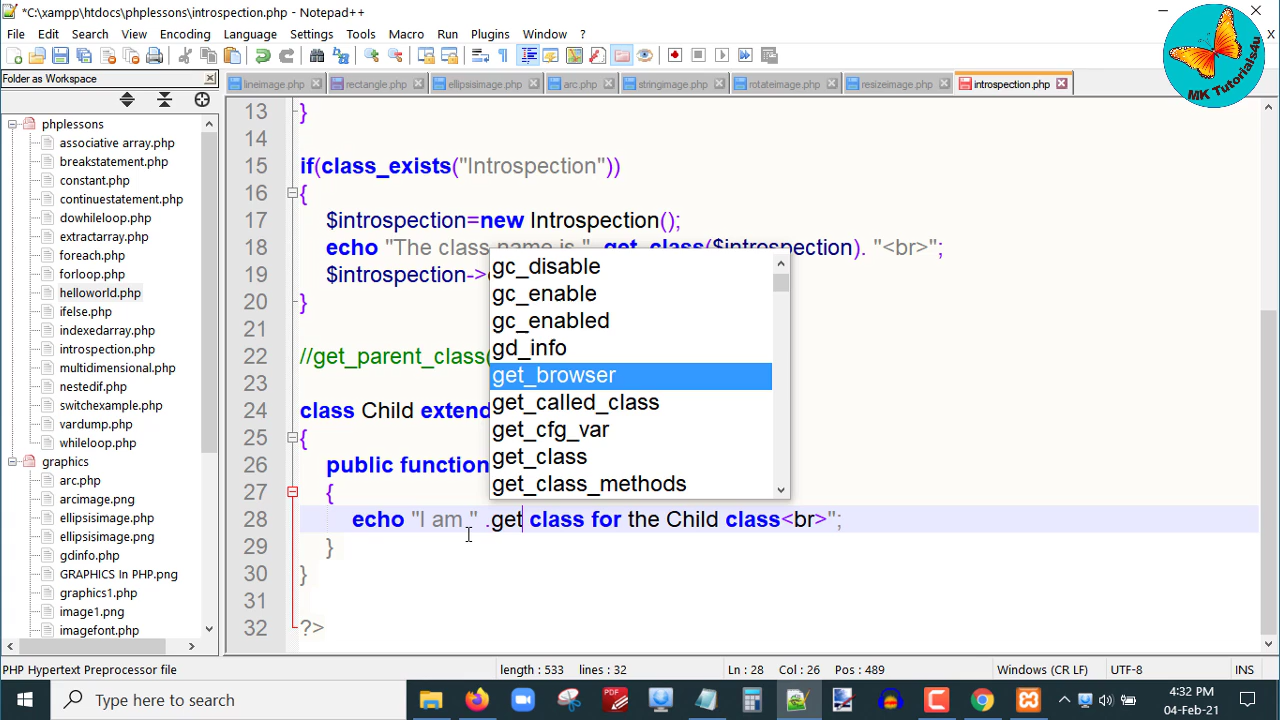 *C:\xampp\htdocs\phplessons\introspection.php - Notepad++
File Edit Search View Encoding Language Settings Tools Macro Run Plugins Window ? X
MK Tutorials4u
Folder as Workspace
lineimage.php rectangle.php ellipsisimage.php arc.php stringimage.php rotateimage.php resizeimage.php introspection.php
phplessons
associative array.php
breakstatement.php
constant.php
continuestatement.php
dowhileloop.php
extractarray.php
foreach.php
forloop.php
helloworld.php
ifelse.php
indexedarray.php
introspection.php
multidimensional.php
nestedif.php
switchexample.php
vardump.php
whileloop.php
graphics
arc.php
arcimage.png
ellipsisimage.php
ellipsisimage.png
gdinfo.php
GRAPHICS In PHP.png
graphics1.php
image1.png
imagefont.php
13 }
14
15 if(class_exists("Introspection"))
16 {
17 $introspection=new Introspection();
18 echo "The class name is " .get_class($introspection). "<br>";
19 $introspection->
20 }
21
22 //get_parent_class(
23
24 class Child extend
25 {
26 public function
27 {
28 echo "I am " .get class for the Child class<br>";
29 }
30 }
31
32 ?>
gc_disable
gc_enable
gc_enabled
gd_info
get_browser
get_called_class
get_cfg_var
get_class
get_class_methods
PHP Hypertext Preprocessor file length : 533 lines : 32 Ln : 28 Col : 26 Pos : 489 Windows (CR LF) UTF-8 INS
Type here to search
4:32 PM
04-Feb-21